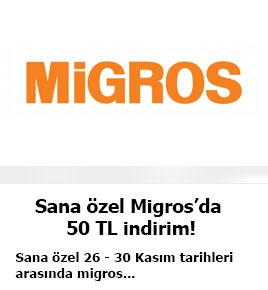 MiGROS
Sana özel Migros’da
50 TL indirim!
Sana özel 26 - 30 Kasım tarihleri
arasında migros...